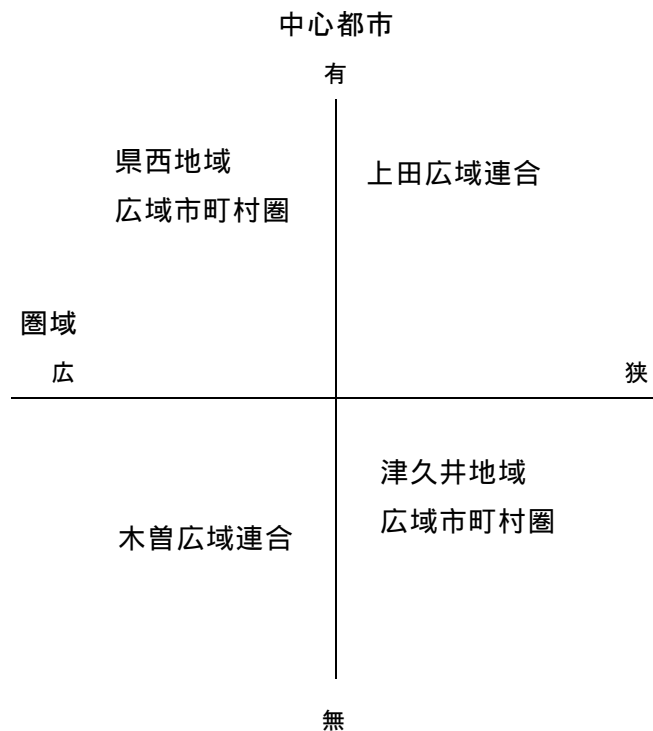 中心都市
有
県西地域
広域市町村圏
上田広域連合
圏域
広
狭
津久井地域
広域市町村圏
木曽広域連合
無